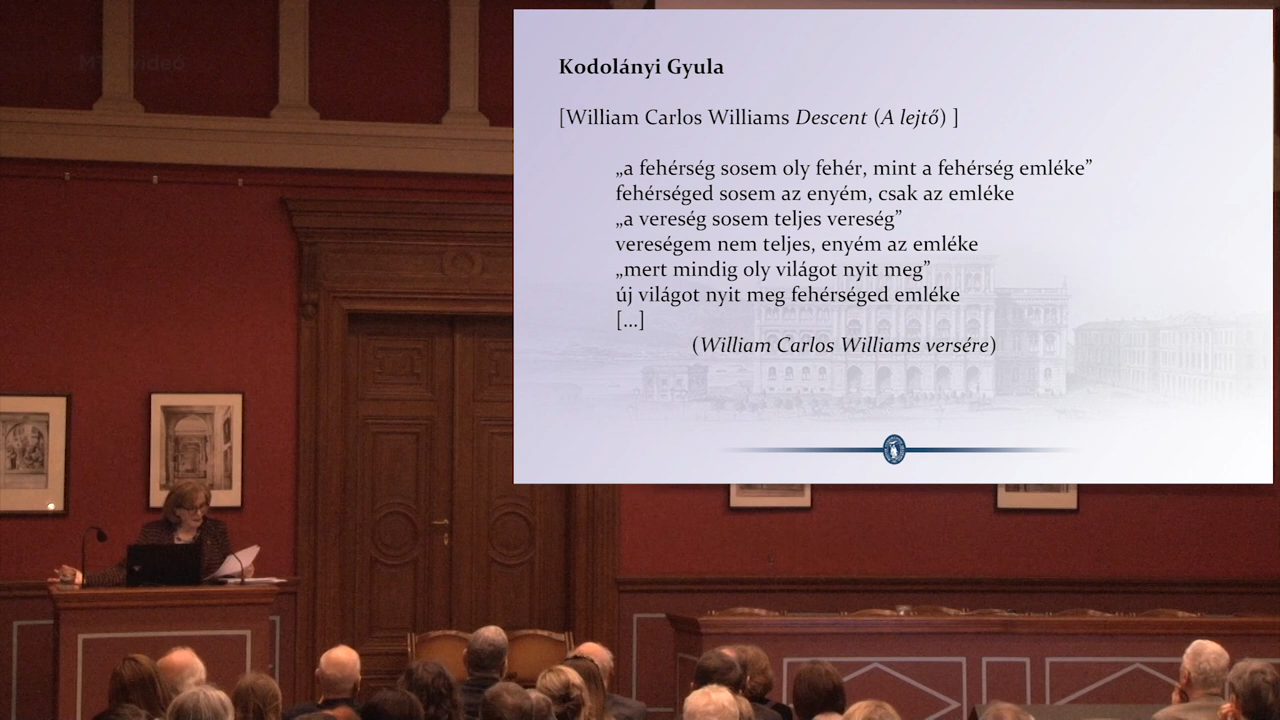 Kodolányi Gyula
[William Carlos Williams Descent (A lejtő) ]
„a fehérség sosem oly fehér, mint a fehérség emléke”
fehérséged sosem az enyém, csak az emléke
„a vereség sosem teljes vereség”
vereségem nem teljes, enyém az emléke
„mert mindig oly világot nyit meg”
új világot nyit meg fehérséged emléke
[...]
(William Carlos Williams versére)